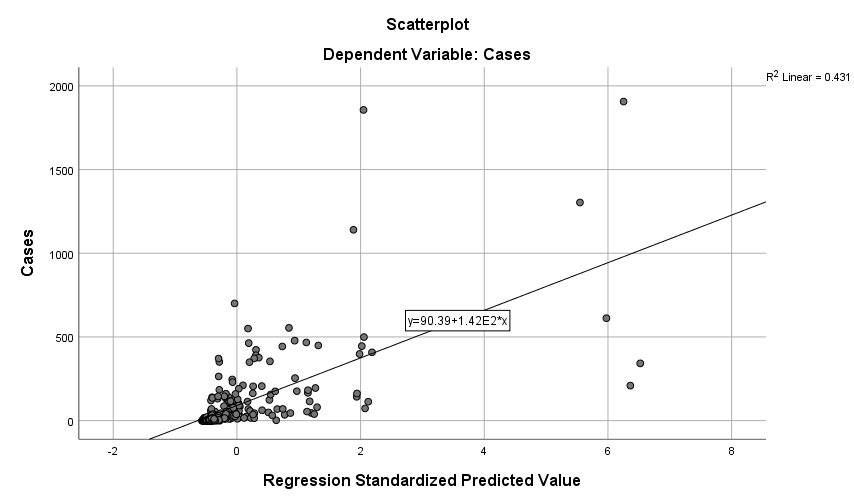 Scatterplot
Dependent Variable: Cases
R2 Linear = 0.431
2000
1500
1000
500
0
Cases
y=90.39+1.42E2*x
-2 0 2 4 6 8
Regression Standardized Predicted Value